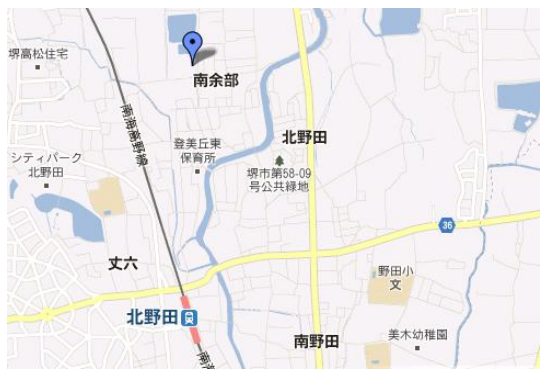 堺高松住宅
南余部
南海高野線
シティパーク
北野田
登美丘東
保育所
北野田
堺市第58-09
号公共緑地
36
丈六
野田小
文
北野田
南野田
美木幼稚園
南海